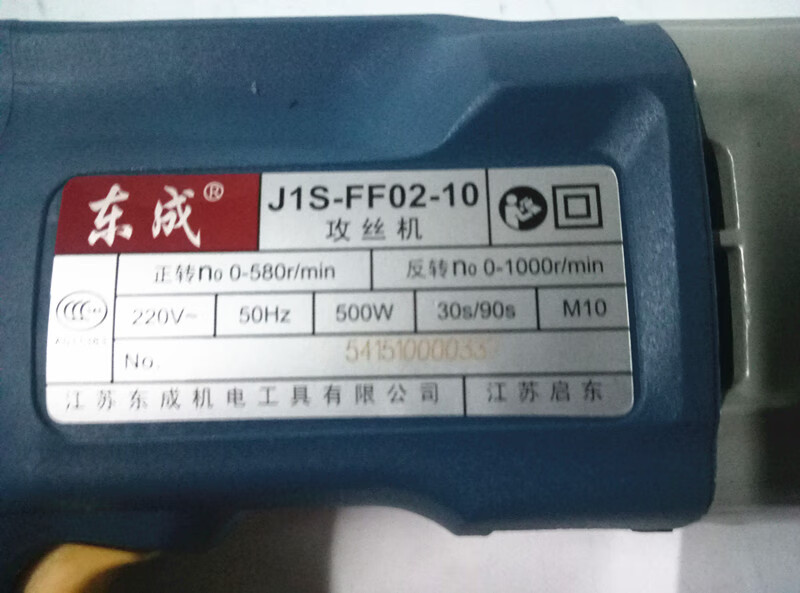 东成® J1S-FF02-10
攻丝机
正转n₀ 0-580r/min 反转n₀ 0-1000r/min
CCC 220V~ 50Hz 500W 30s/90s M10
No. 54151000033
江苏东成机电工具有限公司 江苏启东